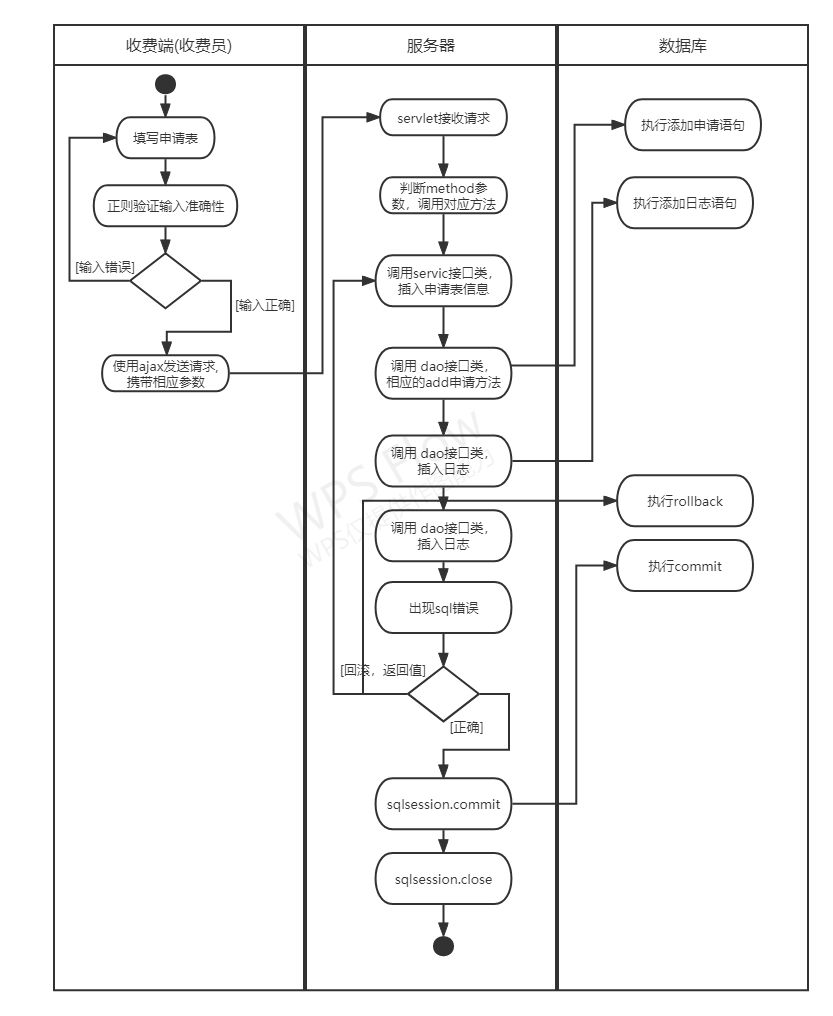 收费端(收费员)
服务器
数据库
填写申请表
正则验证输入准确性
[输入错误]
[输入正确]
使用ajax发送请求,
携带相应参数
servlet接收请求
判断method参
数，调用对应方法
调用servic接口类，
插入申请表信息
调用 dao接口类，
相应的add申请方法
调用 dao接口类，
插入日志
调用 dao接口类，
插入日志
出现sql错误
[回滚，返回值]
[正确]
sqlsession.commit
sqlsession.close
执行添加申请语句
执行添加日志语句
执行rollback
执行commit
WPS Flow